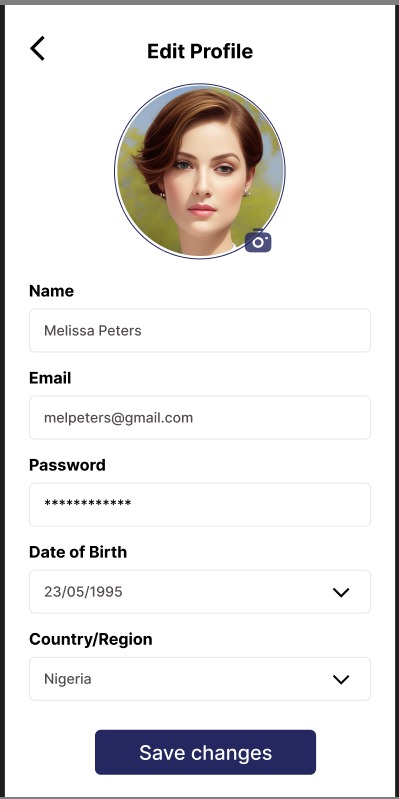 Edit Profile
Name
Melissa Peters
Email
melpeters@gmail.com
Password
************
Date of Birth
23/05/1995
Country/Region
Nigeria
Save changes